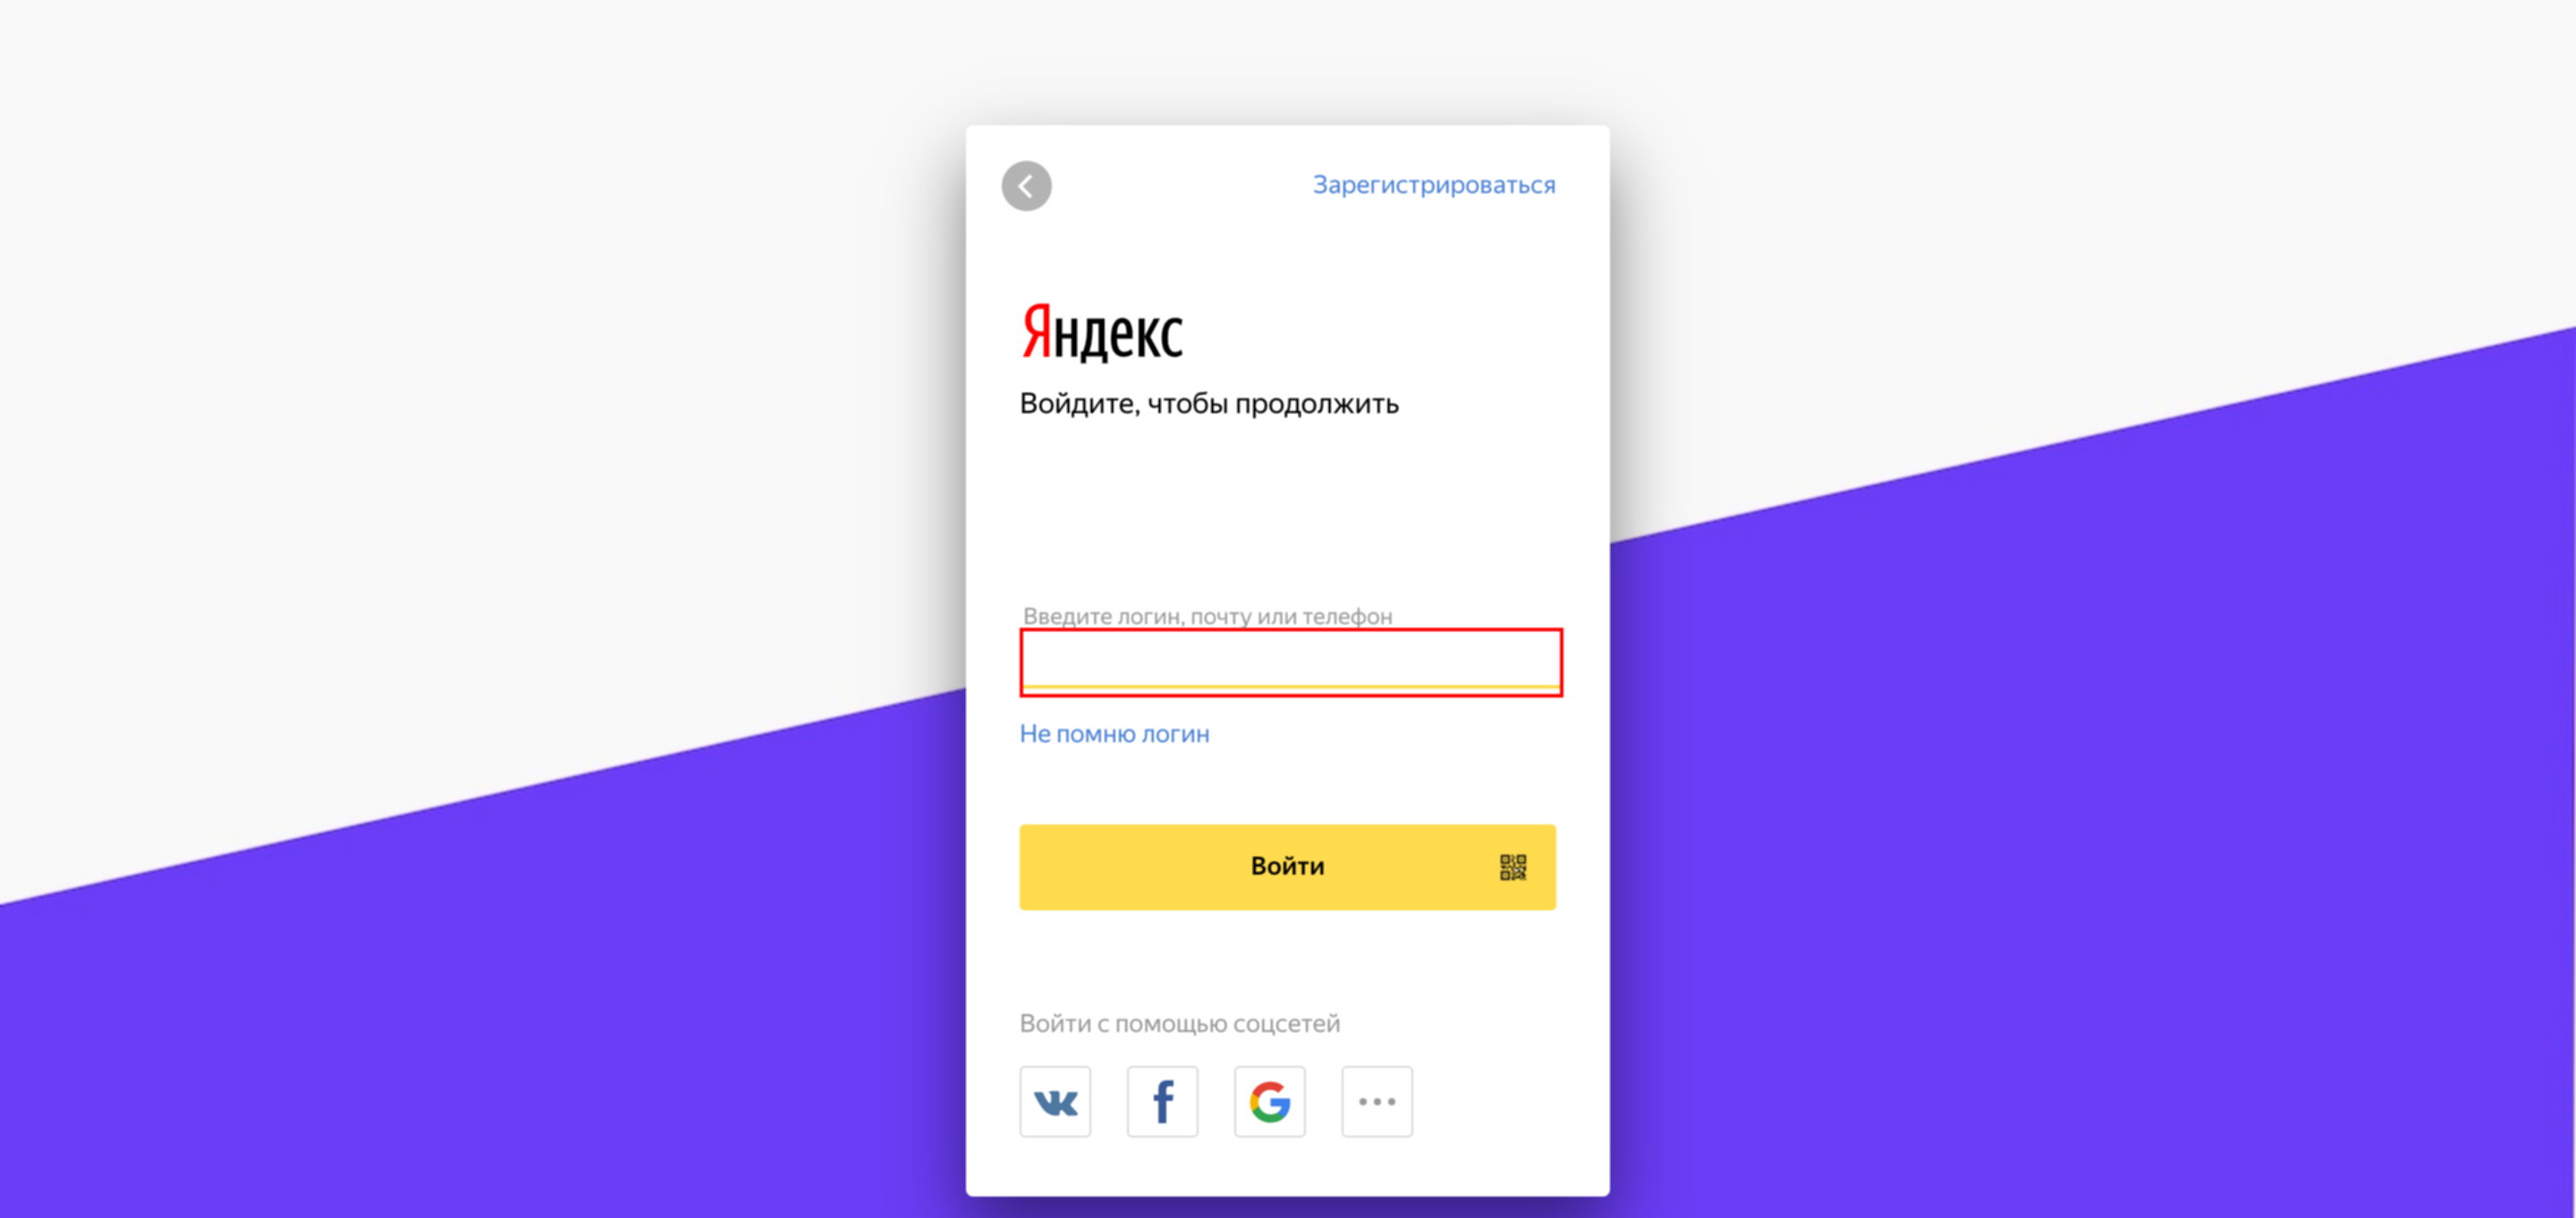 Зарегистрироваться
Яндекс
Войдите, чтобы продолжить
Введите логин, почту или телефон
Не помню логин
Войти
Войти с помощью соцсетей